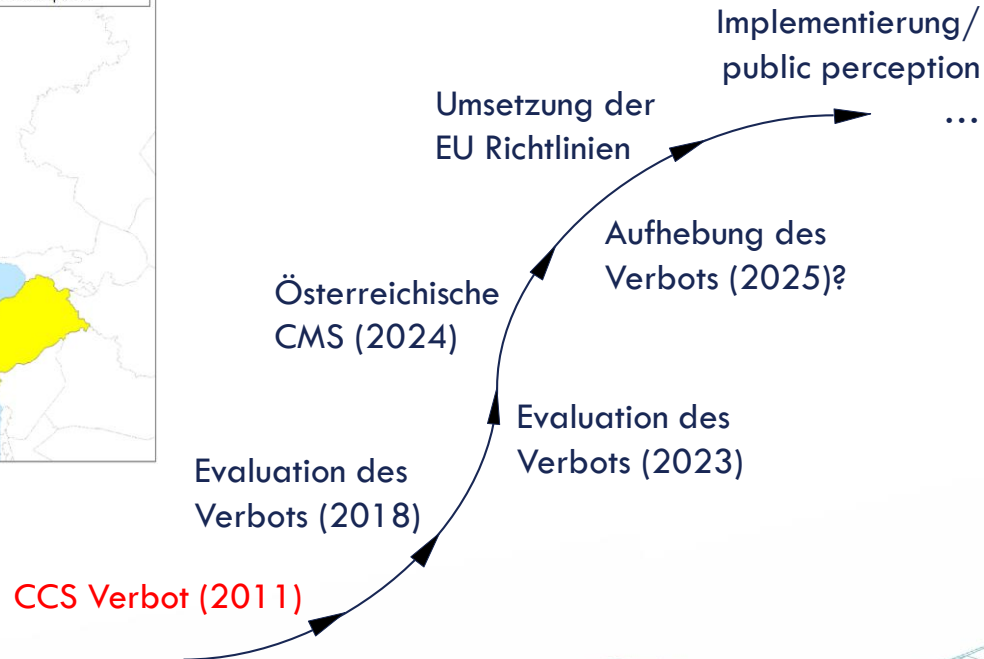 Implementierung/
public perception
...
Umsetzung der
EU Richtlinien
Aufhebung des
Verbots (2025)?
Österreichische
CMS (2024)
Evaluation des
Verbots (2023)
Evaluation des
Verbots (2018)
CCS Verbot (2011)